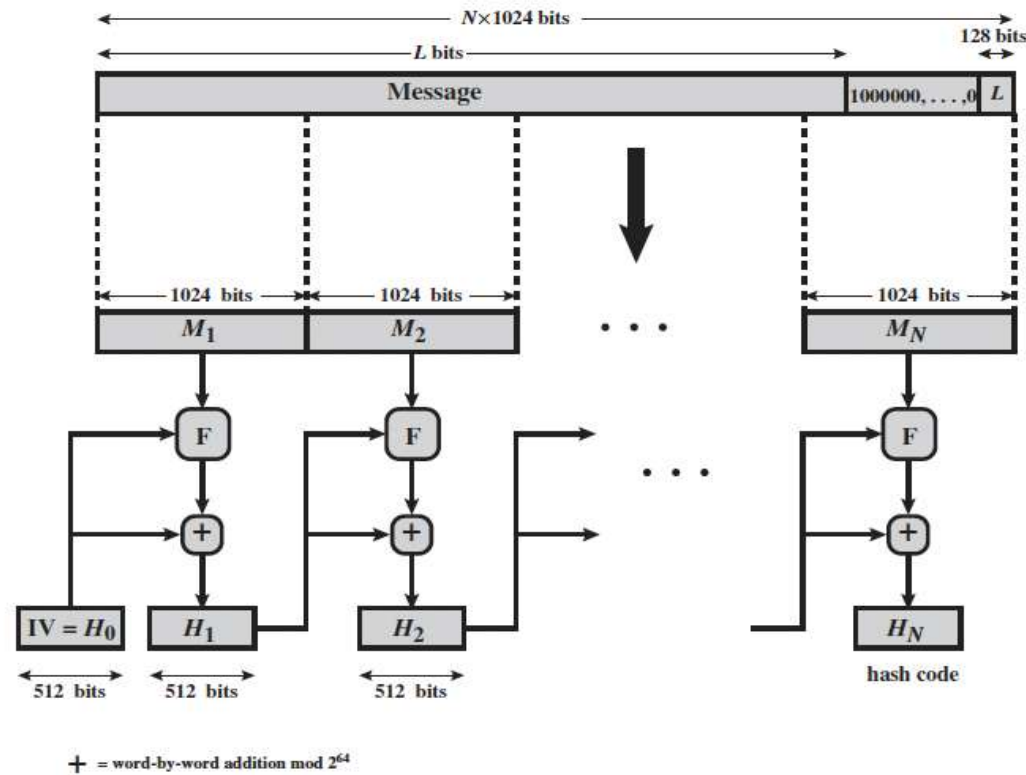 N×1024 bits
L bits
128 bits
Message
1000000, . . . ,0
L
1024 bits
1024 bits
1024 bits
M1
M2
. . .
MN
F
F
F
. . .
+
+
+
IV = H0
H1
H2
HN
512 bits
512 bits
512 bits
hash code
+ = word-by-word addition mod 2^64